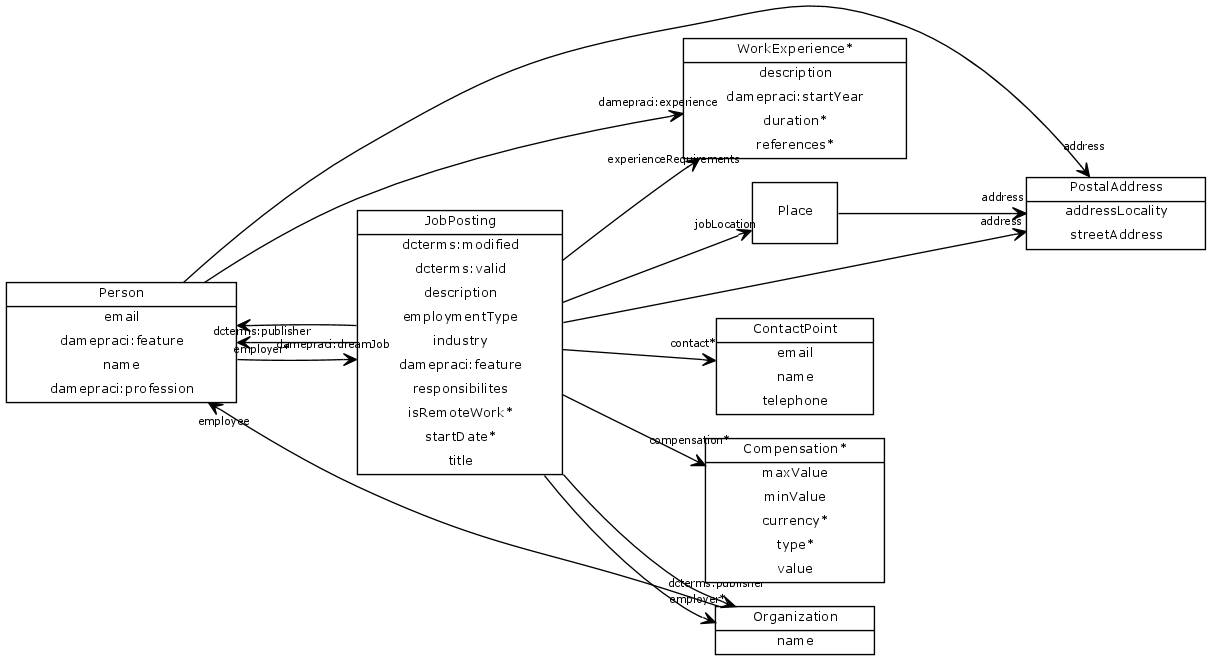 WorkExperience*
description
damepraci:startYear
duration*
references*
damepraci:experience
experienceRequirements
address
PostalAddress
addressLocality
streetAddress
address
address
Place
jobLocation
JobPosting
dcterms:modified
dcterms:valid
description
employmentType
industry
damepraci:feature
responsibilites
isRemoteWork*
startDate*
title
Person
email
damepraci:feature
name
damepraci:profession
dcterms:publisher
employer*
damepraci:dreamJob
employee
contact*
ContactPoint
email
name
telephone
compensation*
Compensation*
maxValue
minValue
currency*
type*
value
dcterms:publisher
employer*
Organization
name